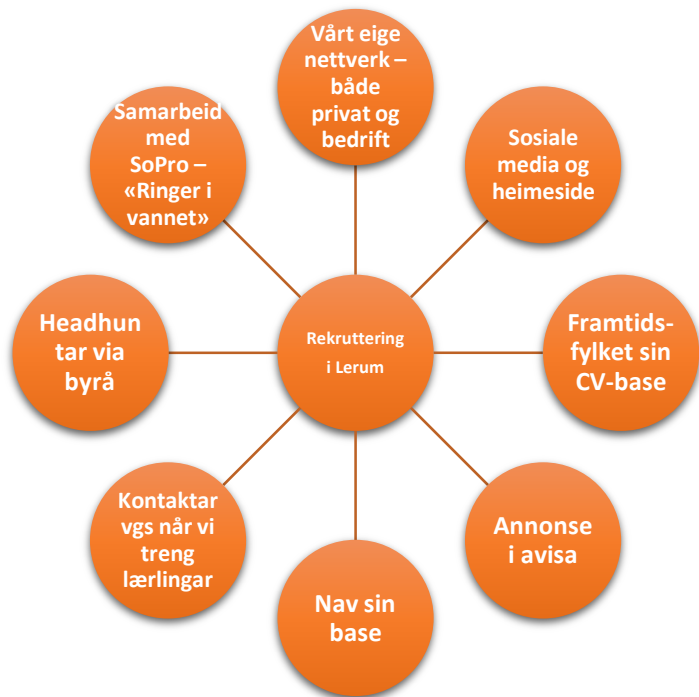 Vårt eige
nettverk –
både
privat og
bedrift
Sosiale
media og
heimeside
Framtids-
fylket sin
CV-base
Annonse
i avisa
Nav sin
base
Kontaktar
vgs når vi
treng
lærlingar
Headhun
tar via
byrå
Samarbeid
med
SoPro –
«Ringer i
vannet»
Rekruttering
i Lerum